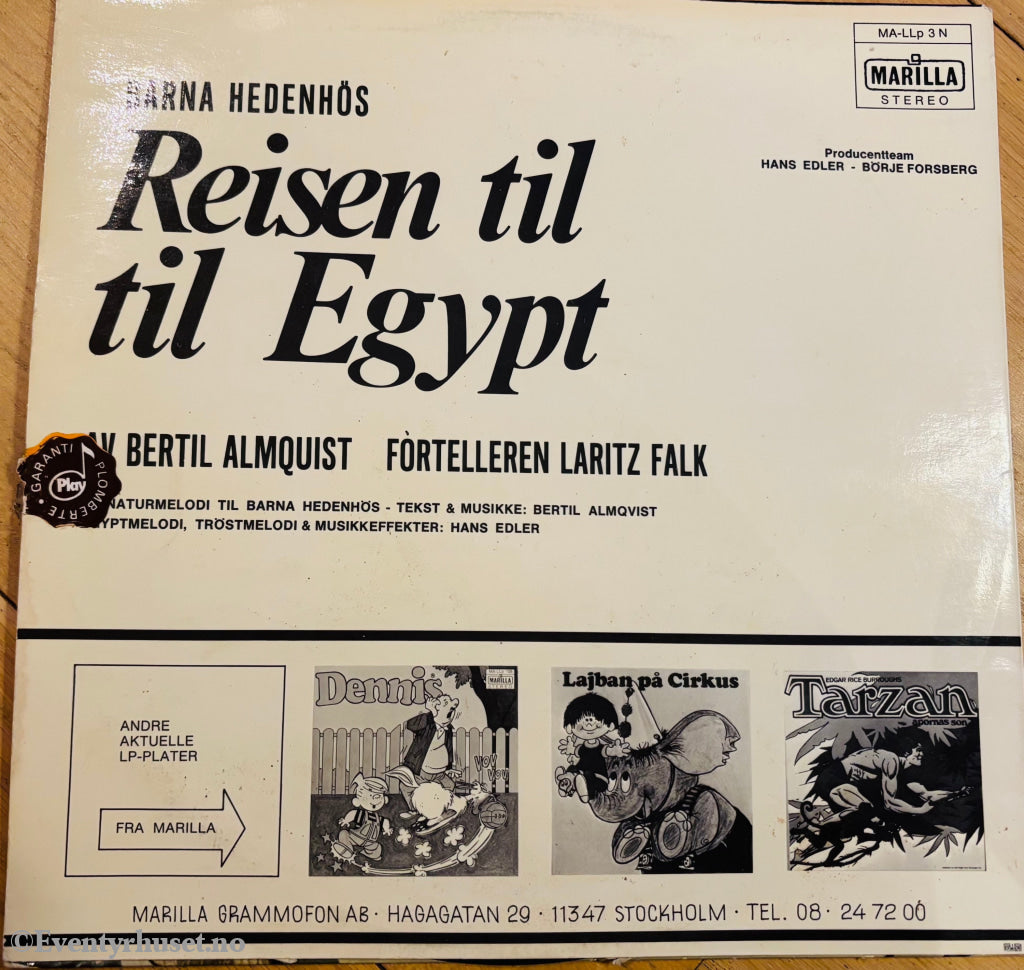 MA-LLp 3 N
MARILLA
STEREO
BARNA HEDENHÖS
Reisen til
til Egypt
Producentteam
HANS EDLER - BÖRJE FORSBERG
AV BERTIL ALMQUIST FÒRTELLEREN LARITZ FALK
GARANTI
Play
PLOMBERTE
NATURMELODI TIL BARNA HEDENHÖS - TEKST & MUSIKKE: BERTIL ALMQVIST
YPTMELODI, TRÖSTMELODI & MUSIKKEFFEKTER: HANS EDLER
ANDRE
AKTUELLE
LP-PLATER
FRA MARILLA
Dennis
MARILLA
VOV
VOV
Lajban på Cirkus
EDGAR RICE BURROUGHS
Tarzan
apornas son
MARILLA GRAMMOFON AB · HAGAGATAN 29 · 11347 STOCKHOLM · TEL. 08 · 24 72 00
©Eventyrhuset.no